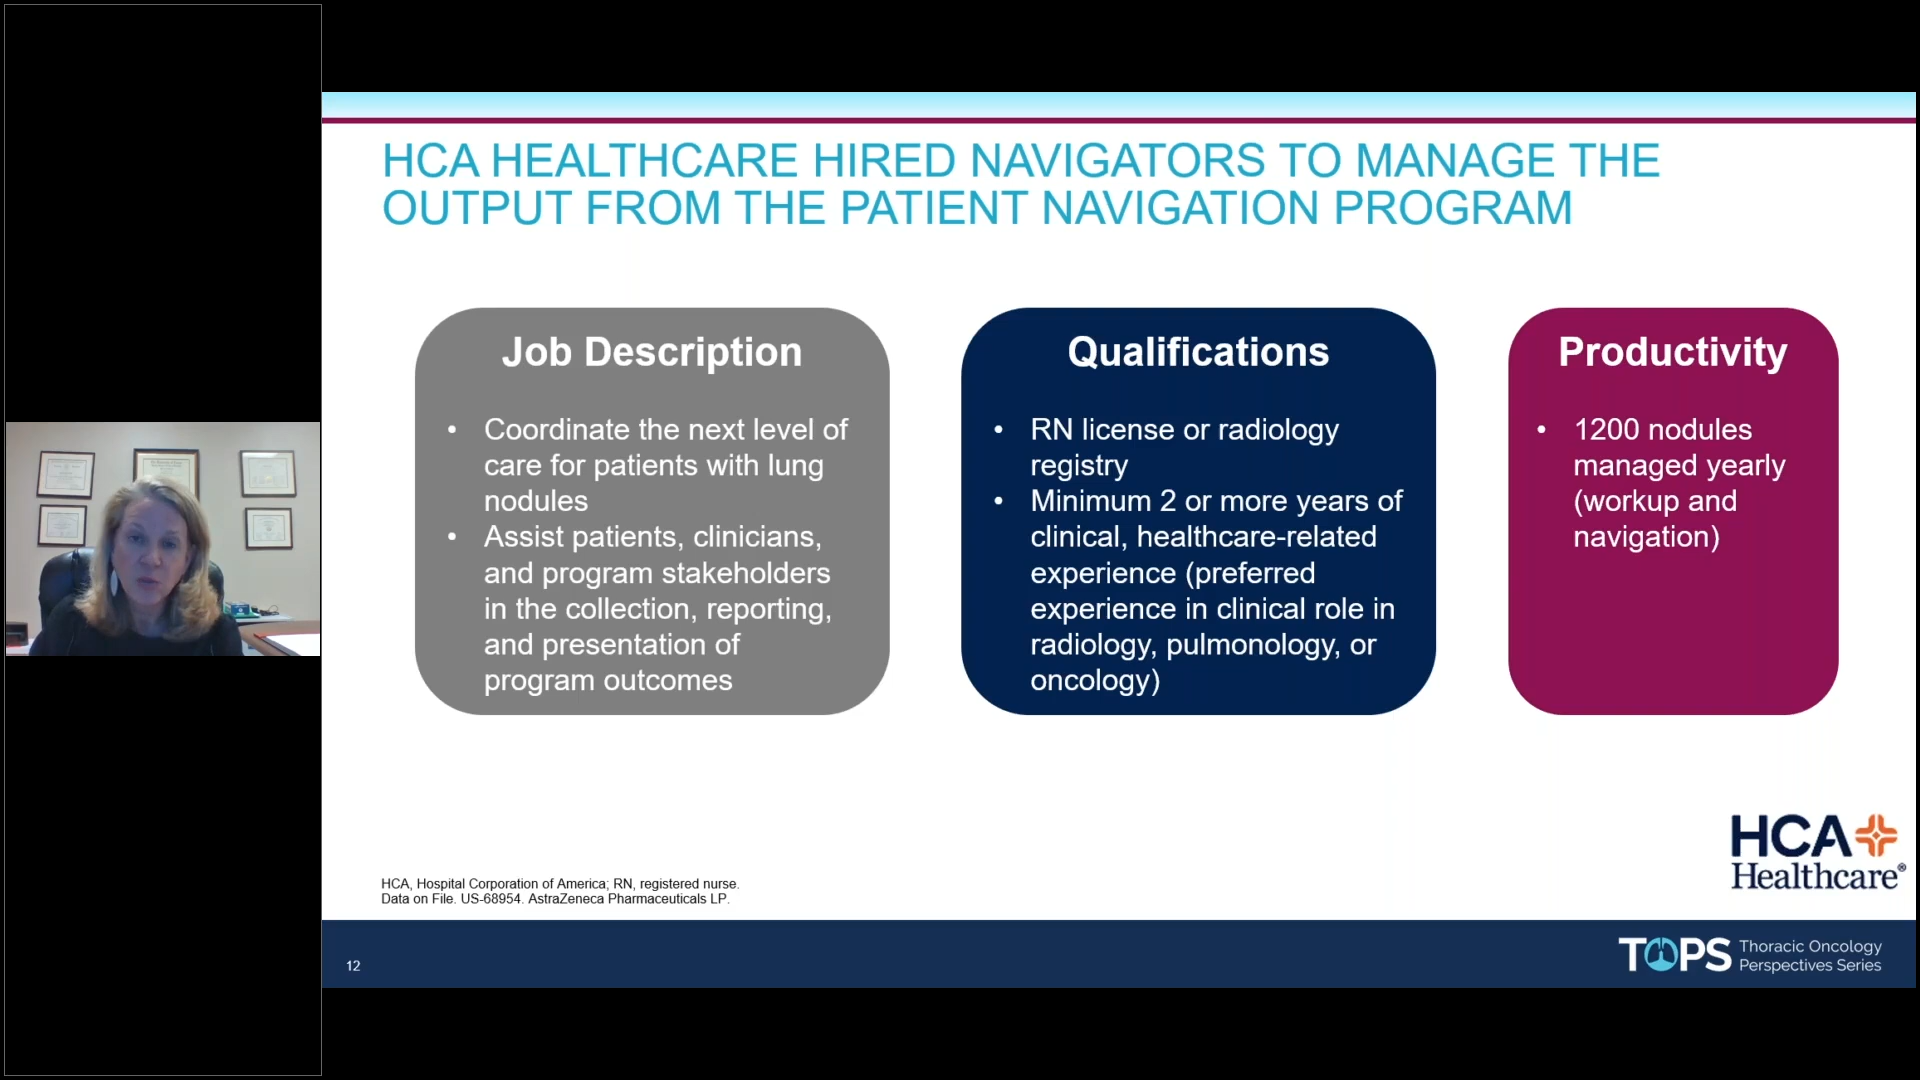 HCA HEALTHCARE HIRED NAVIGATORS TO MANAGE THE
OUTPUT FROM THE PATIENT NAVIGATION PROGRAM
Job Description
• Coordinate the next level of
care for patients with lung
nodules
• Assist patients, clinicians,
and program stakeholders
in the collection, reporting,
and presentation of
program outcomes
Qualifications
• RN license or radiology
registry
• Minimum 2 or more years of
clinical, healthcare-related
experience (preferred
experience in clinical role in
radiology, pulmonology, or
oncology)
Productivity
• 1200 nodules
managed yearly
(workup and
navigation)
HCA
Healthcare®
HCA, Hospital Corporation of America; RN, registered nurse.
Data on File. US-68954. AstraZeneca Pharmaceuticals LP.
12
TOPS Thoracic Oncology
Perspectives Series